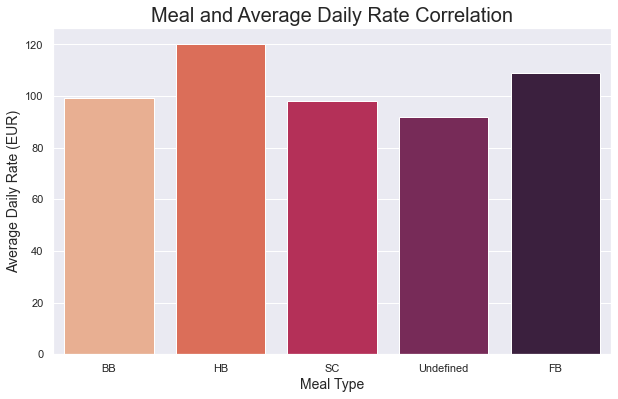 Meal and Average Daily Rate Correlation
Average Daily Rate (EUR)
120
100
80
60
40
20
0
BB
HB
SC
Undefined
FB
Meal Type